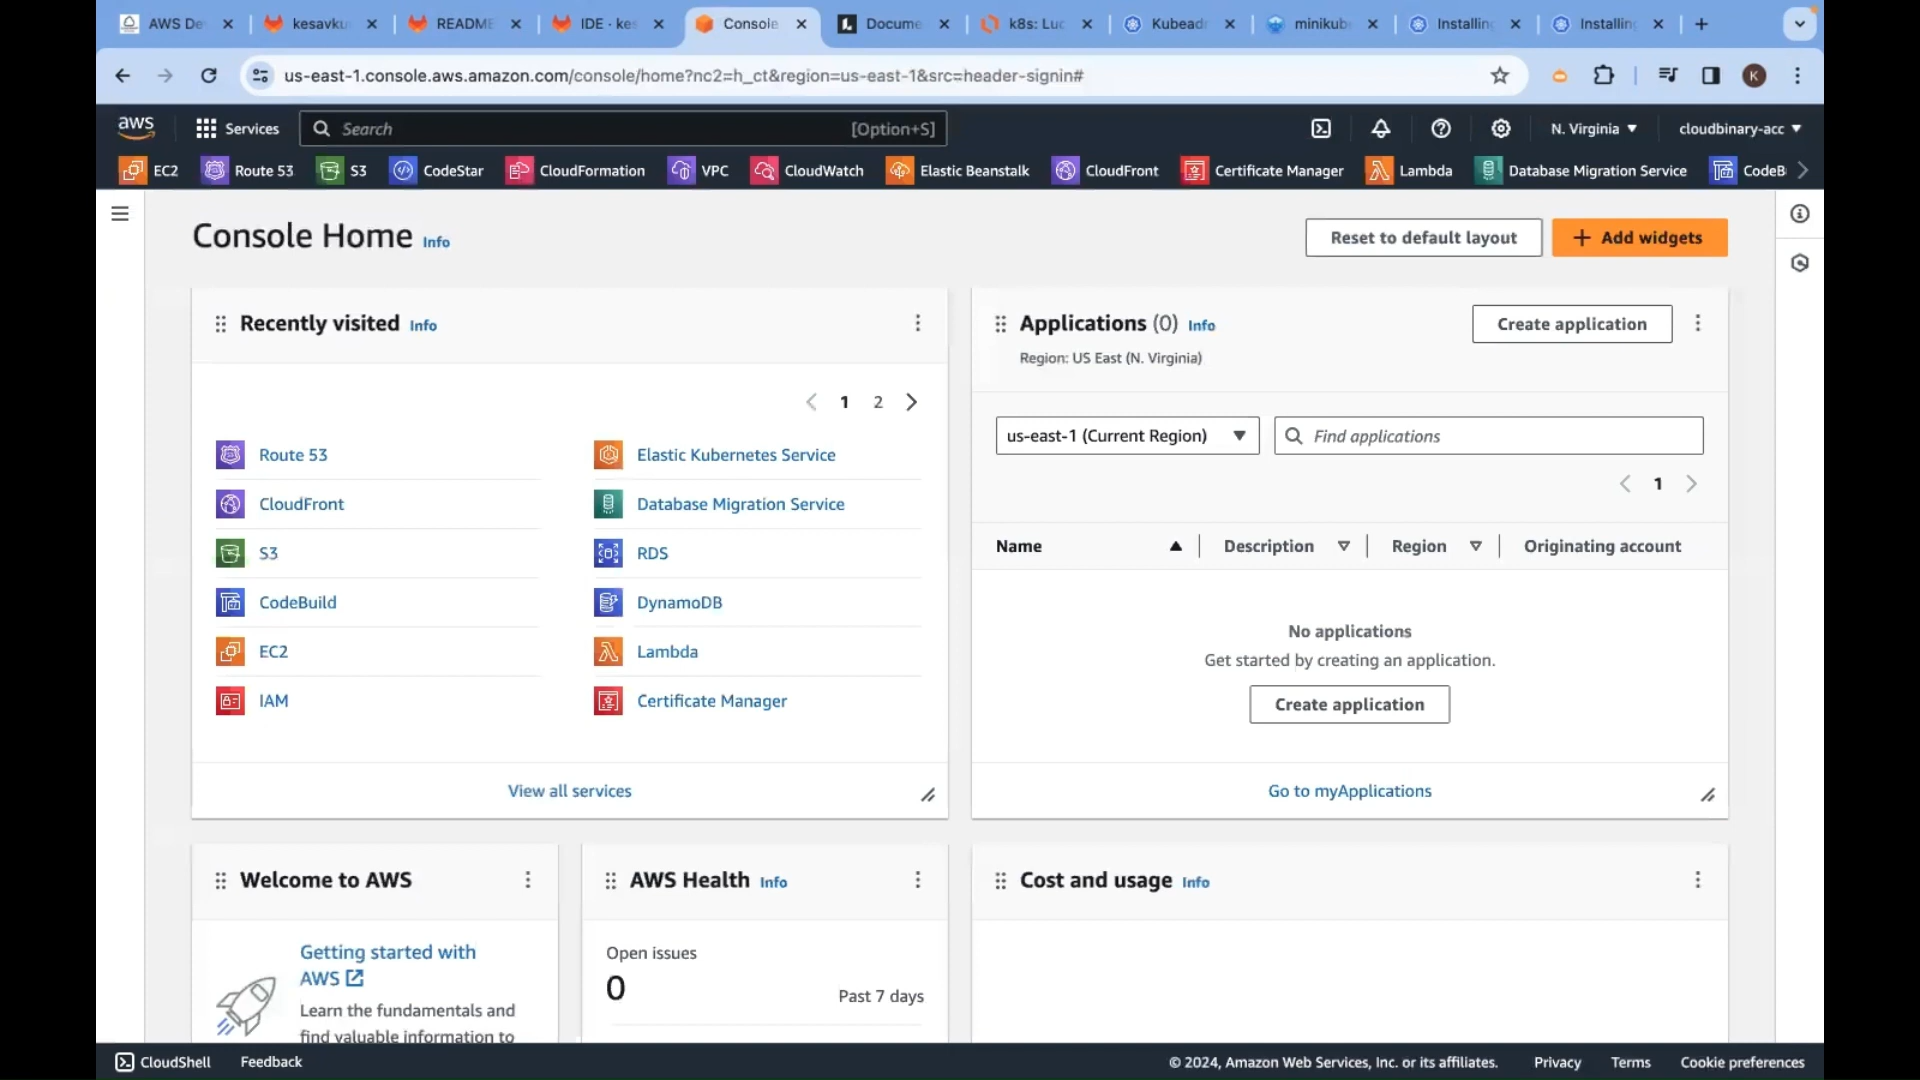 AWS De
kesavku
README
IDE - kes
Console
Docume
k8s: Luc
Kubeadr
minikub
Installin
Installin
us-east-1.console.aws.amazon.com/console/home?nc2=h_ct&region=us-east-1&src=header-signin#
K
aws
Services
Search
[Option+S]
N. Virginia
cloudbinary-acc
EC2
Route 53
S3
CodeStar
CloudFormation
VPC
CloudWatch
Elastic Beanstalk
CloudFront
Certificate Manager
Lambda
Database Migration Service
CodeB
Console Home Info
Reset to default layout
Add widgets
Recently visited Info
1 2
Route 53
CloudFront
S3
CodeBuild
EC2
IAM
Elastic Kubernetes Service
Database Migration Service
RDS
DynamoDB
Lambda
Certificate Manager
View all services
Applications (0) Info
Region: US East (N. Virginia)
Create application
us-east-1 (Current Region)
Find applications
1
Name
Description
Region
Originating account
No applications
Get started by creating an application.
Create application
Go to myApplications
Welcome to AWS
Getting started with
AWS
Learn the fundamentals and
find valuable information to
AWS Health Info
Open issues
0
Past 7 days
Cost and usage Info
CloudShell
Feedback
© 2024, Amazon Web Services, Inc. or its affiliates.
Privacy
Terms
Cookie preferences